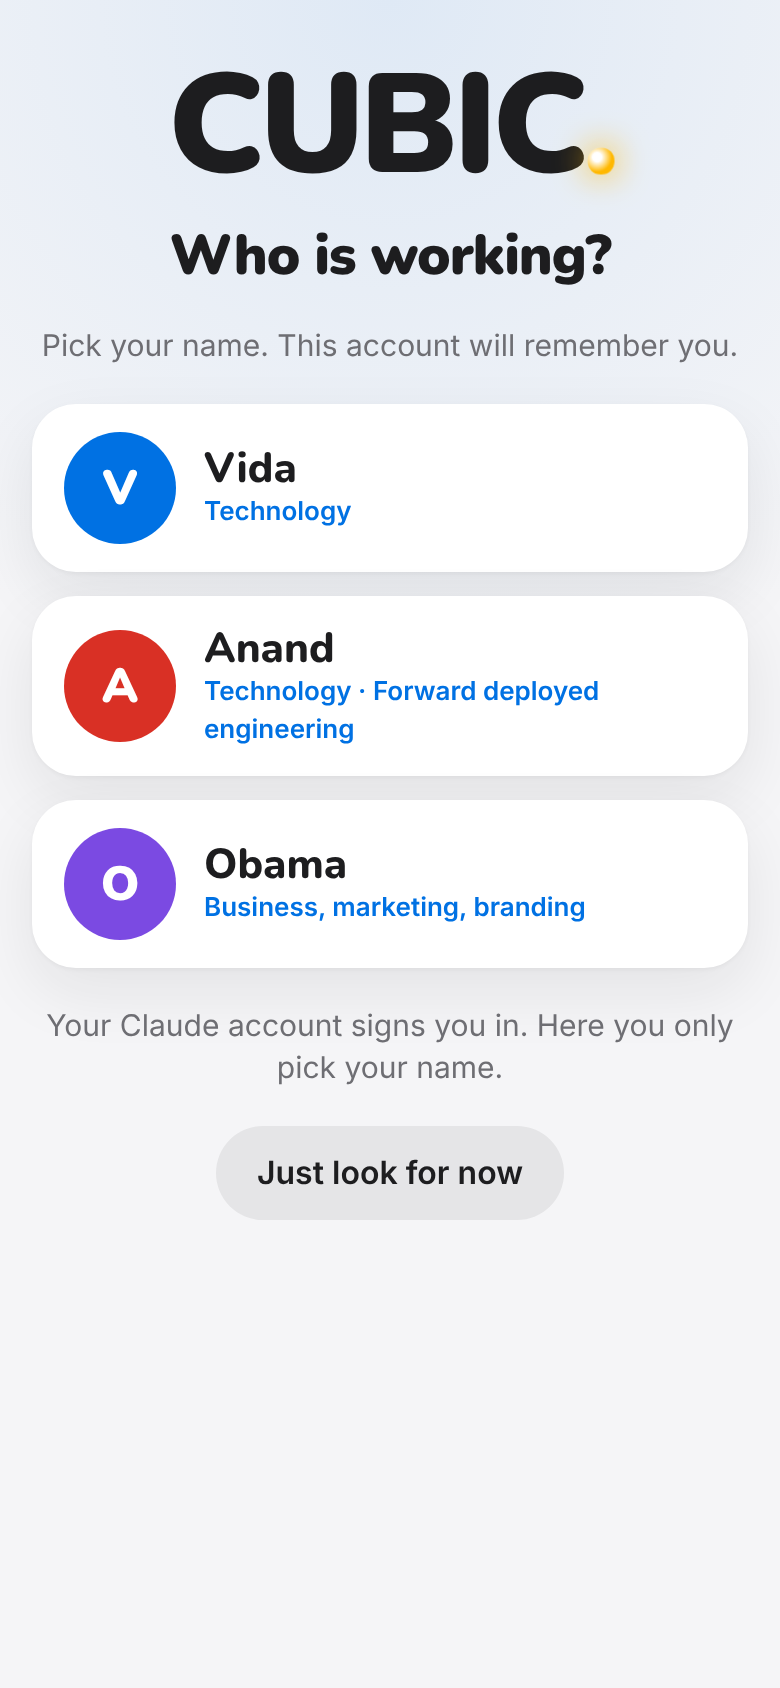 CUBIC.
Who is working?
Pick your name. This account will remember you.
V
Vida
Technology
A
Anand
Technology · Forward deployed
engineering
O
Obama
Business, marketing, branding
Your Claude account signs you in. Here you only
pick your name.
Just look for now